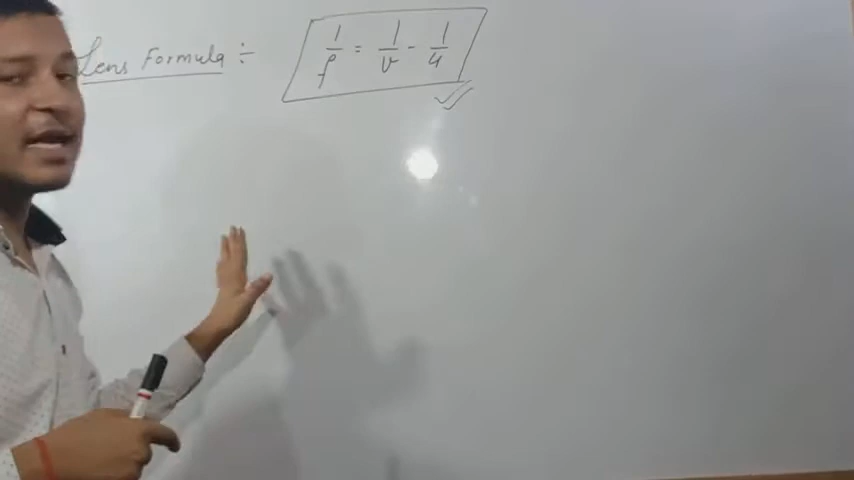 Lens Formula ÷ 1/f = 1/v - 1/u